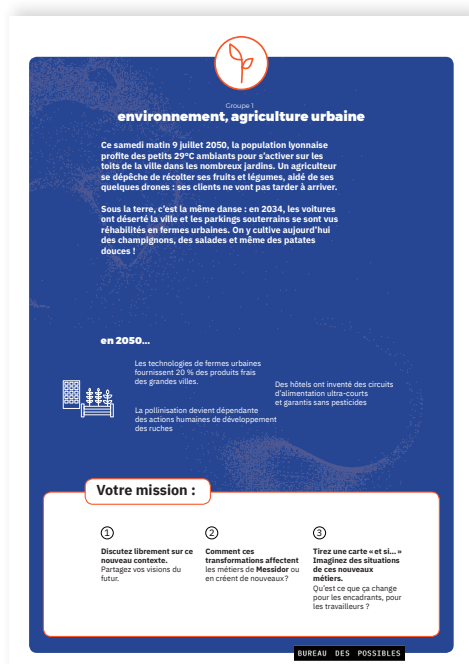 Groupe 1
environnement, agriculture urbaine
Ce samedi matin 9 juillet 2050, la population lyonnaise
profite des petits 29°C ambiants pour s'activer sur les
toits de la ville dans les nombreux jardins. Un agriculteur
se dépêche de récolter ses fruits et légumes, aidé de ses
quelques drones : ses clients ne vont pas tarder à arriver.
Sous la terre, c'est la même danse : en 2034, les voitures
ont déserté la ville et les parkings souterrains se sont vus
réhabilités en fermes urbaines. On y cultive aujourd'hui
des champignons, des salades et même des patates
douces !
en 2050...
Les technologies de fermes urbaines
fournissent 20 % des produits frais
des grandes villes.
Des hôtels ont inventé des circuits
d'alimentation ultra-courts
et garantis sans pesticides
La pollinisation devient dépendante
des actions humaines de développement
des ruches
Votre mission :
1
Discutez librement sur ce
nouveau contexte.
Partagez vos visions du
futur.
2
Comment ces
transformations affectent
les métiers de Messidor ou
en créent de nouveaux ?
3
Tirez une carte « et si... »
Imaginez des situations
de ces nouveaux
métiers.
Qu'est ce que ça change
pour les encadrants, pour
les travailleurs ?
BUREAU DES POSSIBLES